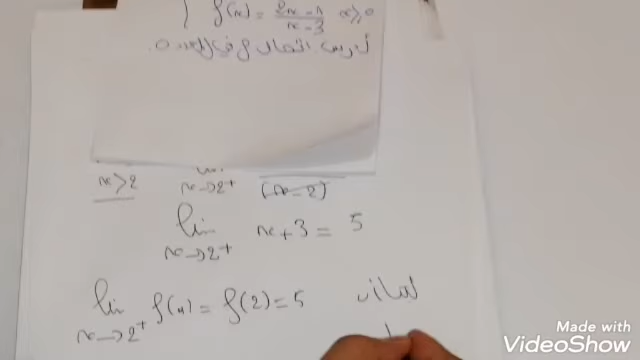 f(x) = 2x-1/x-3 x≥0
أدرس اتصال f في العدد 0.
x>2 lim x→2+ (x-2)
lim x→2+ x+3 = 5
lim x→2+ f(x) = f(2) = 5
Made with
VideoShow